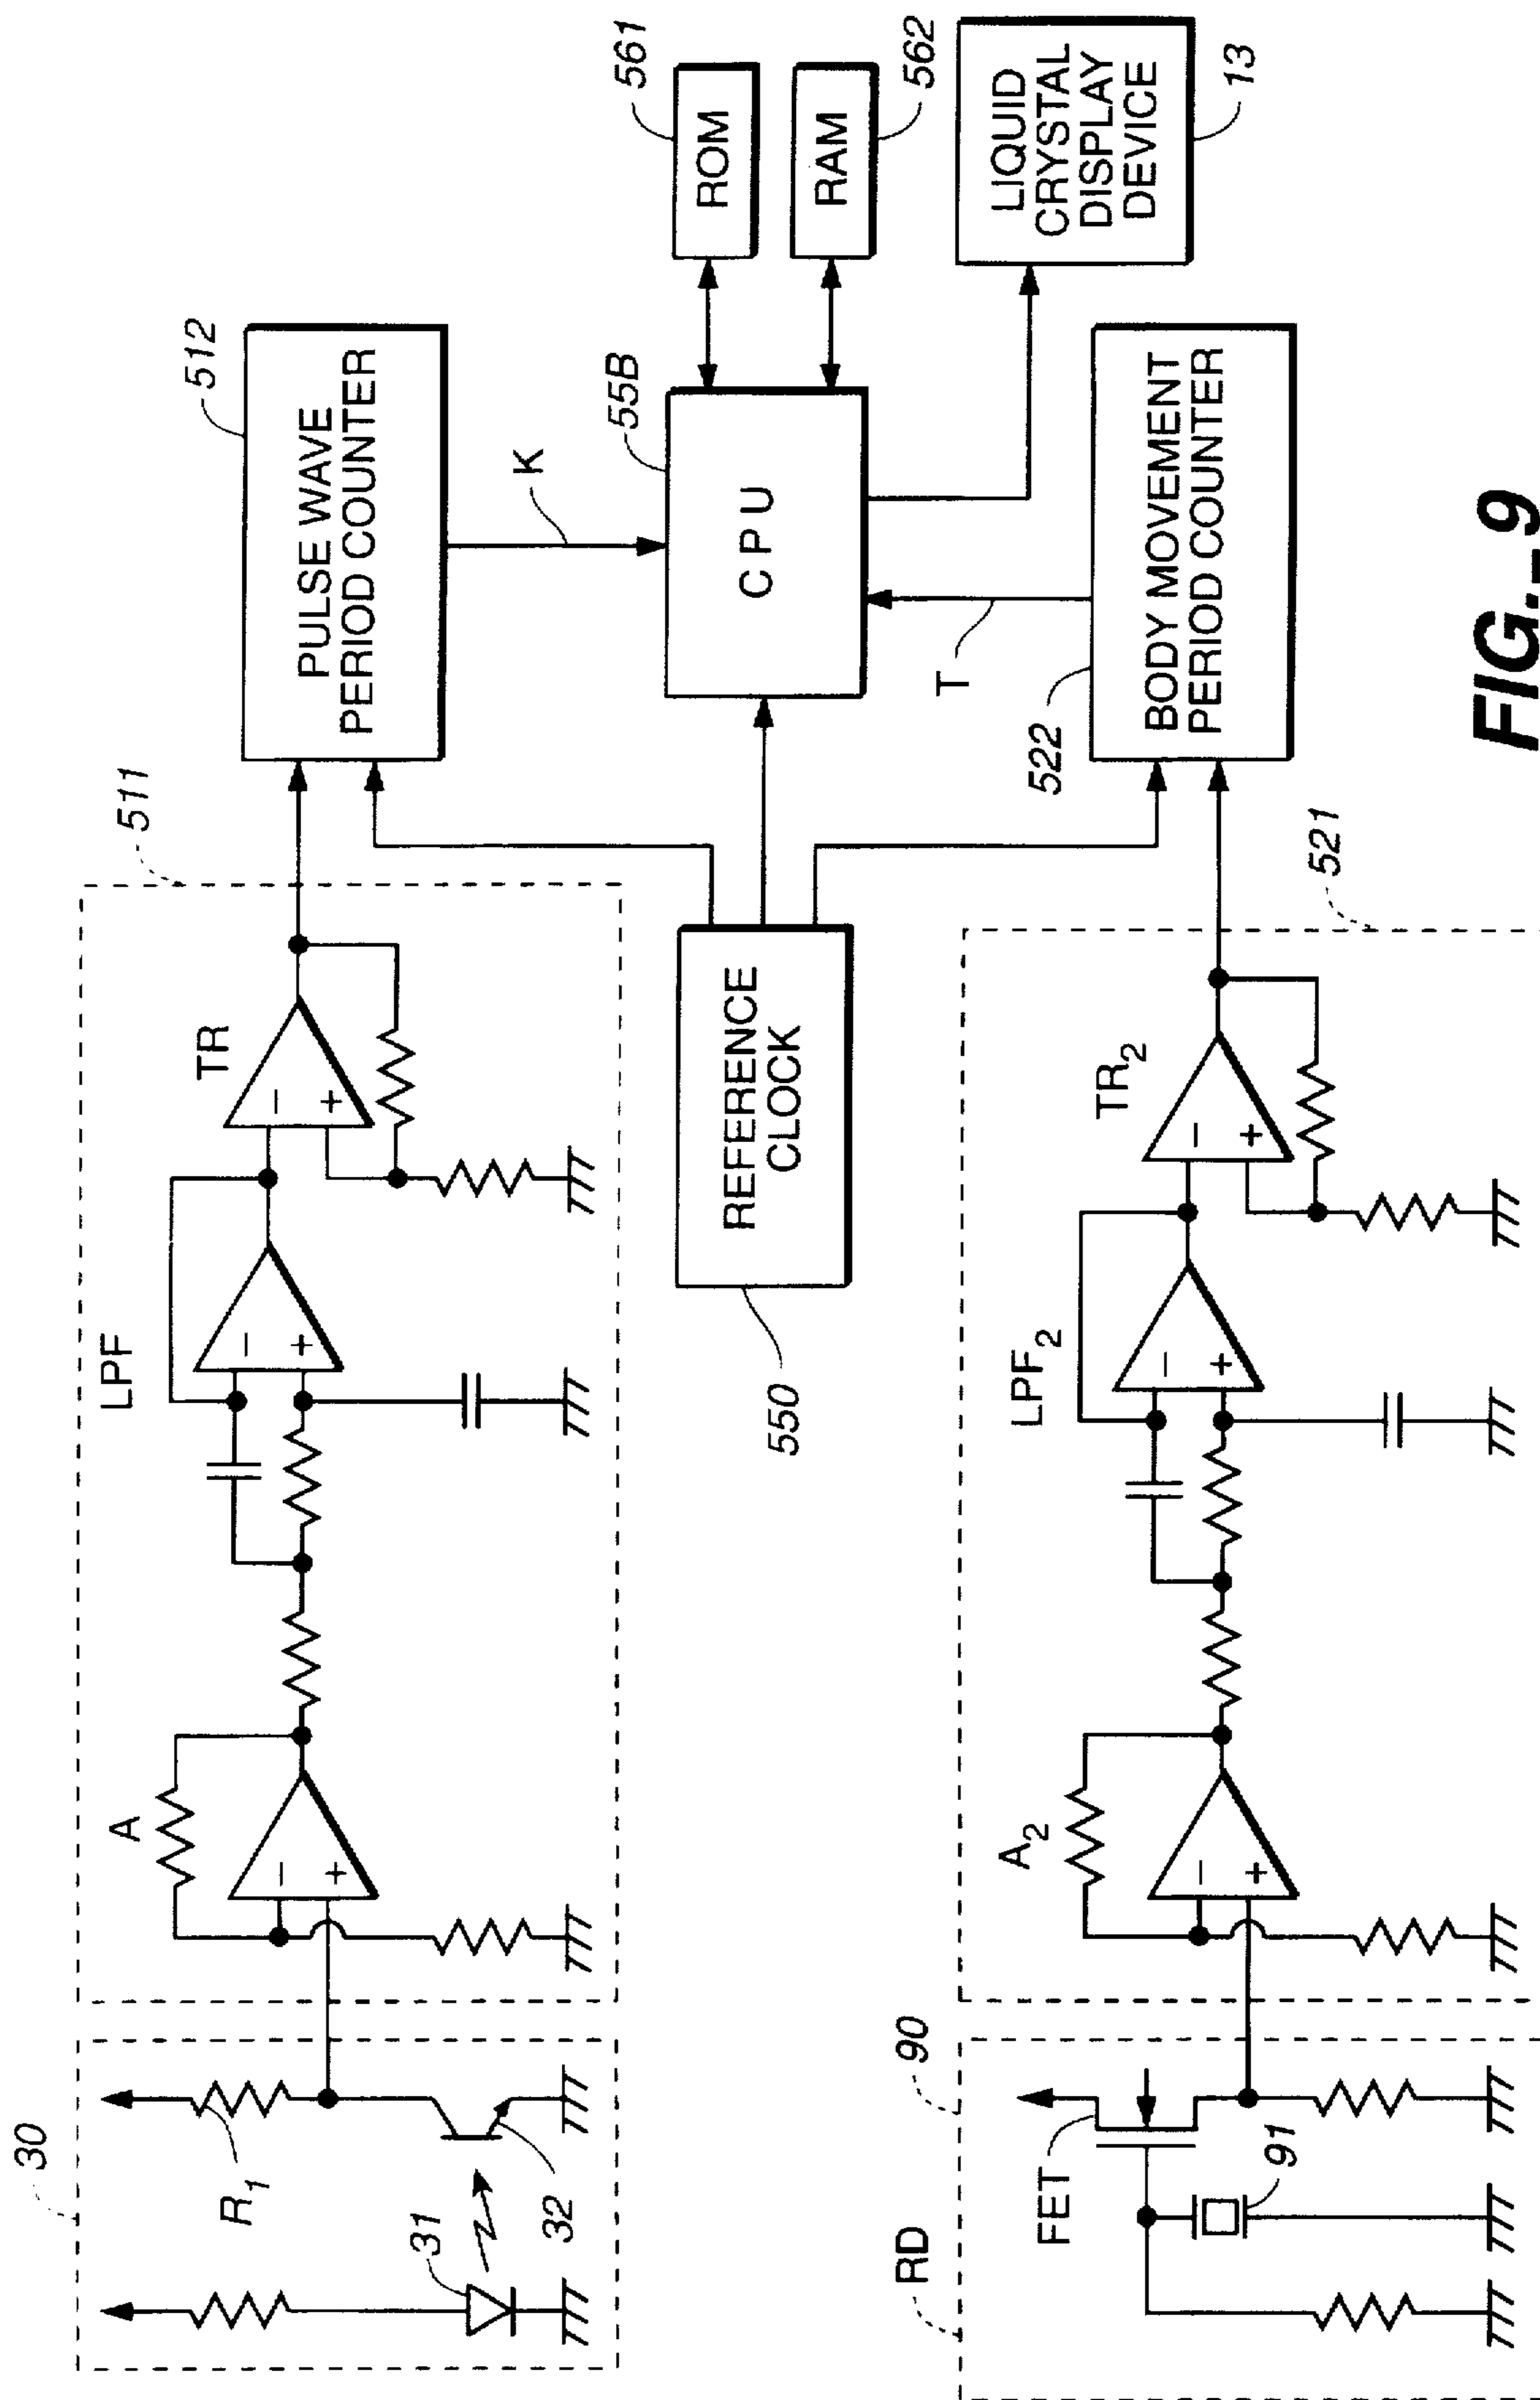 30
R1
31
32
511
A
LPF
TR
−
+
−
+
−
+
512
PULSE WAVE
PERIOD COUNTER
K
55B
CPU
561
ROM
562
RAM
LIQUID
CRYSTAL
DISPLAY
DEVICE
13
REFERENCE
CLOCK
550
T
522
BODY MOVEMENT
PERIOD COUNTER
RD
90
FET
91
521
A2
LPF2
TR2
−
+
−
+
−
+
FIG._9